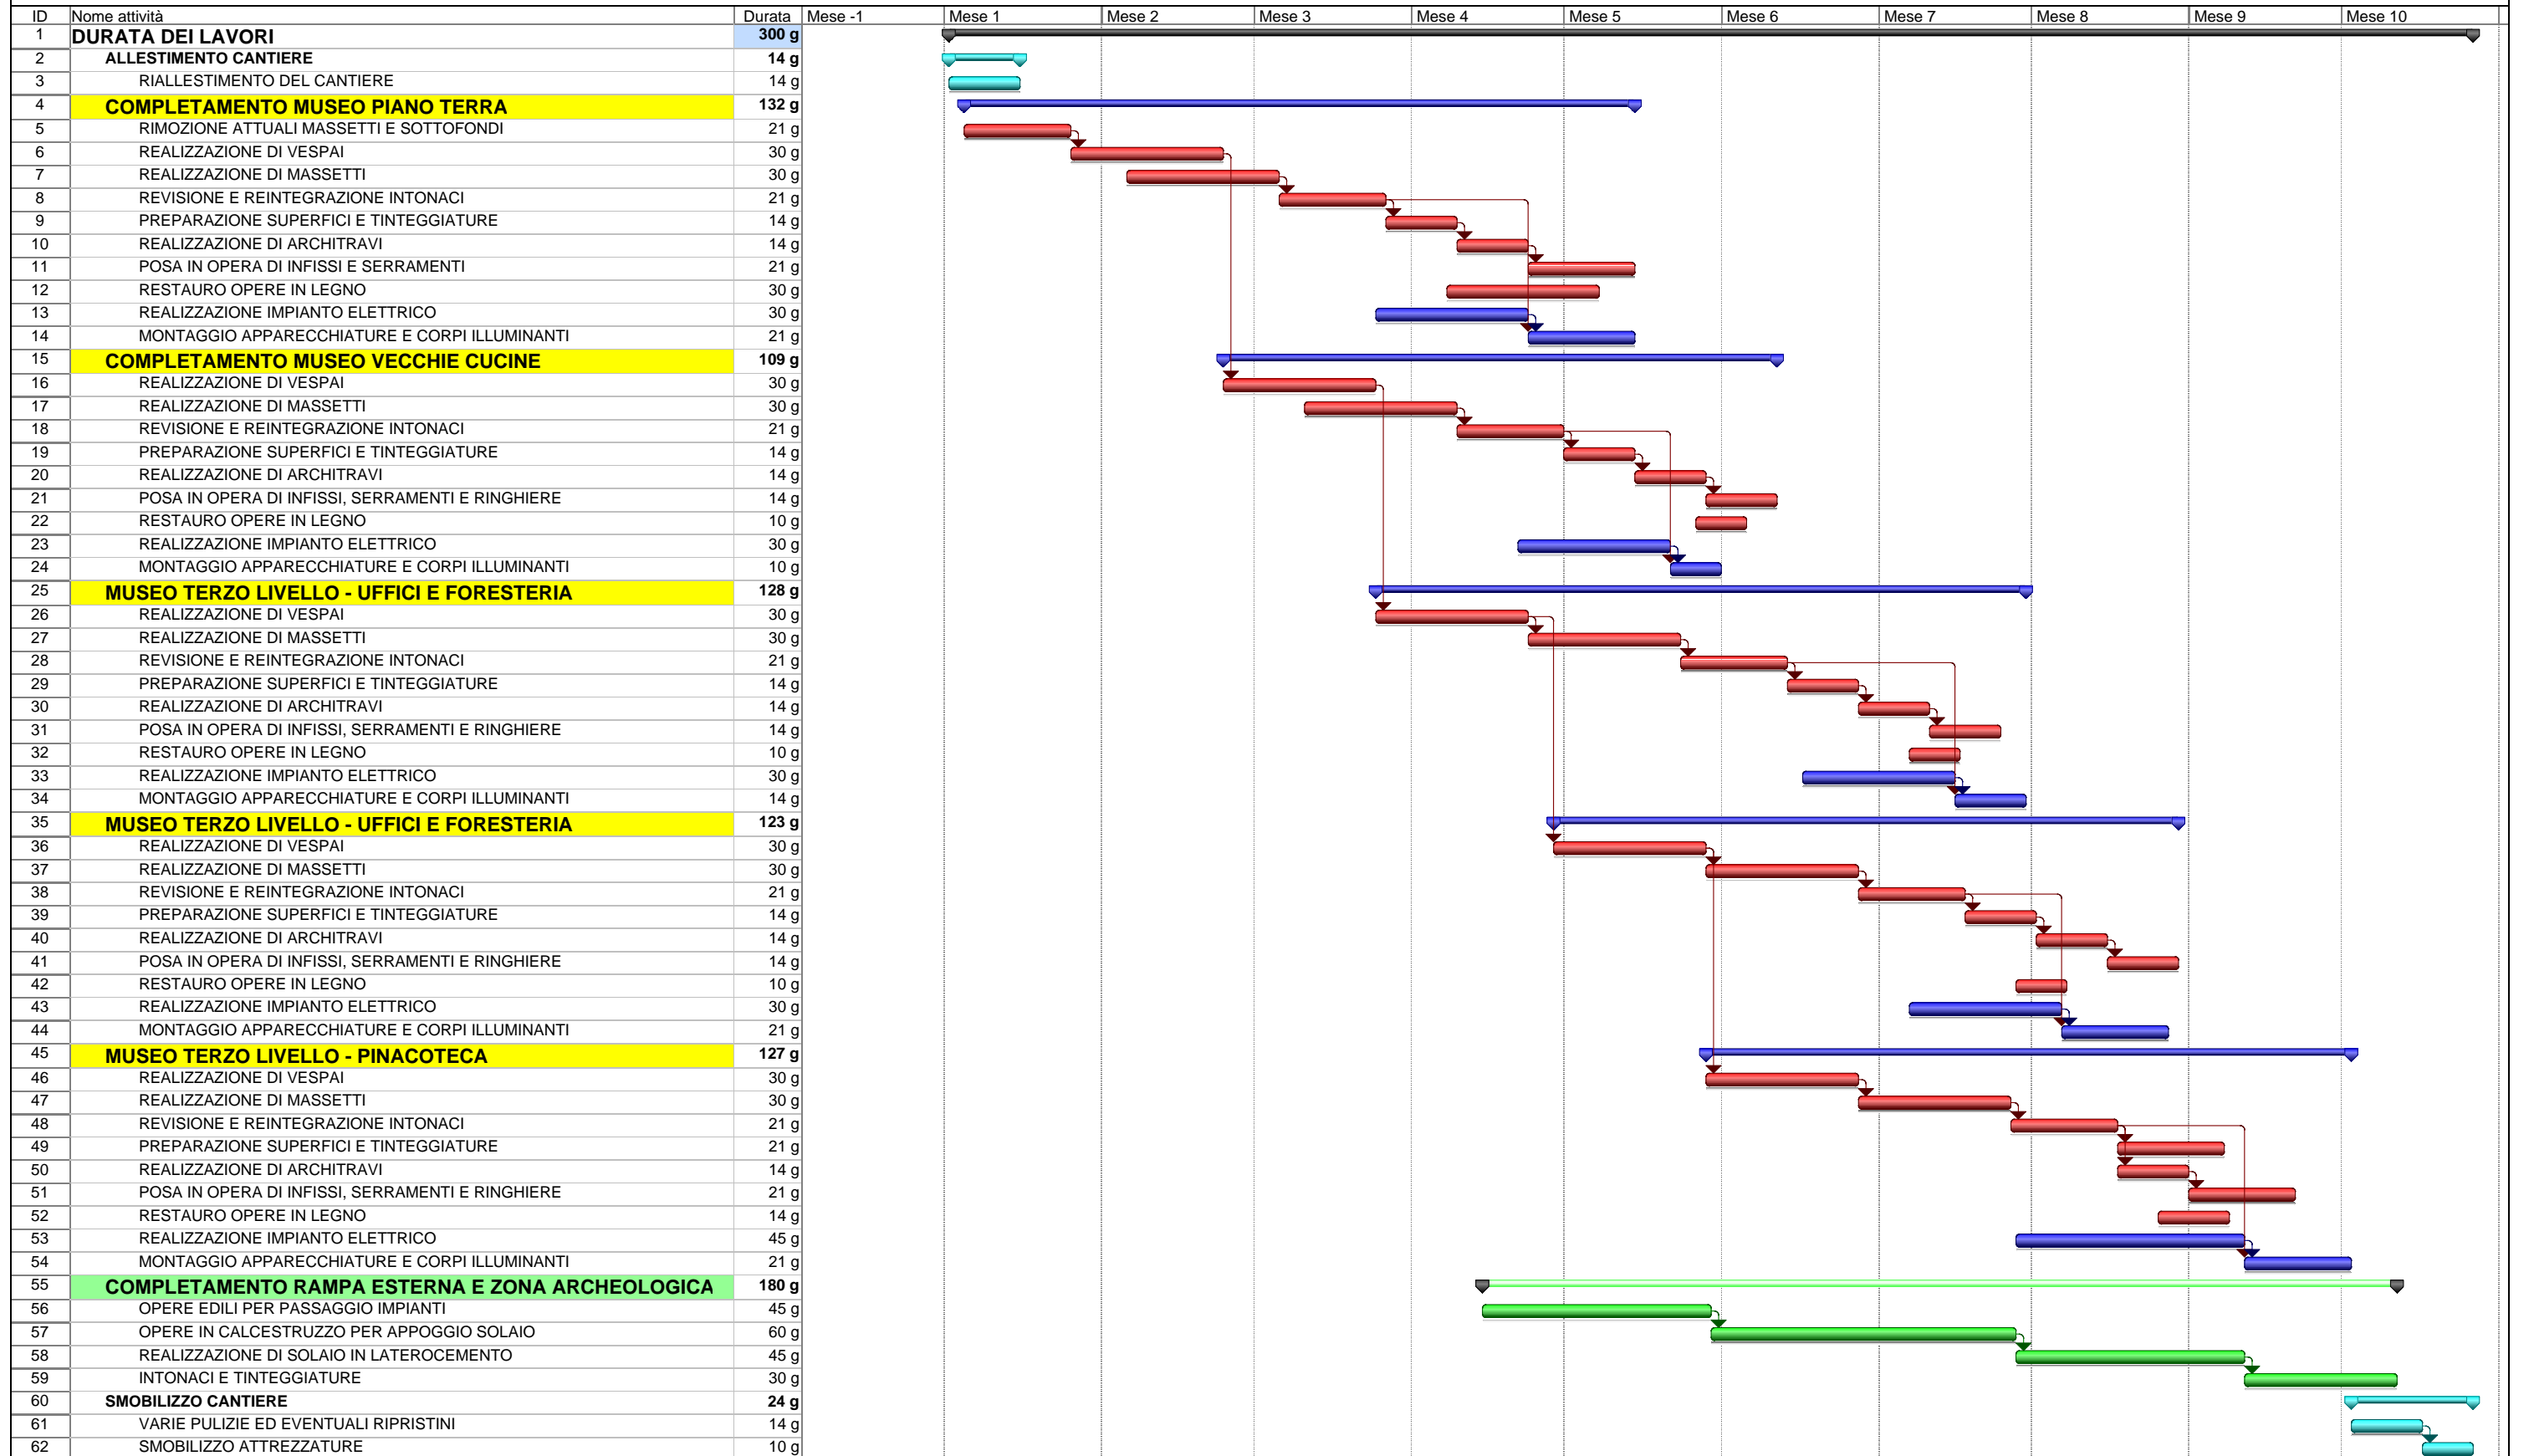 ID Nome attività Durata Mese -1 Mese 1 Mese 2 Mese 3 Mese 4 Mese 5 Mese 6 Mese 7 Mese 8 Mese 9 Mese 10
1 DURATA DEI LAVORI 300 g
2 ALLESTIMENTO CANTIERE 14 g
3 RIALLESTIMENTO DEL CANTIERE 14 g
4 COMPLETAMENTO MUSEO PIANO TERRA 132 g
5 RIMOZIONE ATTUALI MASSETTI E SOTTOFONDI 21 g
6 REALIZZAZIONE DI VESPAI 30 g
7 REALIZZAZIONE DI MASSETTI 30 g
8 REVISIONE E REINTEGRAZIONE INTONACI 21 g
9 PREPARAZIONE SUPERFICI E TINTEGGIATURE 14 g
10 REALIZZAZIONE DI ARCHITRAVI 14 g
11 POSA IN OPERA DI INFISSI E SERRAMENTI 21 g
12 RESTAURO OPERE IN LEGNO 30 g
13 REALIZZAZIONE IMPIANTO ELETTRICO 30 g
14 MONTAGGIO APPARECCHIATURE E CORPI ILLUMINANTI 21 g
15 COMPLETAMENTO MUSEO VECCHIE CUCINE 109 g
16 REALIZZAZIONE DI VESPAI 30 g
17 REALIZZAZIONE DI MASSETTI 30 g
18 REVISIONE E REINTEGRAZIONE INTONACI 21 g
19 PREPARAZIONE SUPERFICI E TINTEGGIATURE 14 g
20 REALIZZAZIONE DI ARCHITRAVI 14 g
21 POSA IN OPERA DI INFISSI, SERRAMENTI E RINGHIERE 14 g
22 RESTAURO OPERE IN LEGNO 10 g
23 REALIZZAZIONE IMPIANTO ELETTRICO 30 g
24 MONTAGGIO APPARECCHIATURE E CORPI ILLUMINANTI 10 g
25 MUSEO TERZO LIVELLO - UFFICI E FORESTERIA 128 g
26 REALIZZAZIONE DI VESPAI 30 g
27 REALIZZAZIONE DI MASSETTI 30 g
28 REVISIONE E REINTEGRAZIONE INTONACI 21 g
29 PREPARAZIONE SUPERFICI E TINTEGGIATURE 14 g
30 REALIZZAZIONE DI ARCHITRAVI 14 g
31 POSA IN OPERA DI INFISSI, SERRAMENTI E RINGHIERE 14 g
32 RESTAURO OPERE IN LEGNO 10 g
33 REALIZZAZIONE IMPIANTO ELETTRICO 30 g
34 MONTAGGIO APPARECCHIATURE E CORPI ILLUMINANTI 14 g
35 MUSEO TERZO LIVELLO - UFFICI E FORESTERIA 123 g
36 REALIZZAZIONE DI VESPAI 30 g
37 REALIZZAZIONE DI MASSETTI 30 g
38 REVISIONE E REINTEGRAZIONE INTONACI 21 g
39 PREPARAZIONE SUPERFICI E TINTEGGIATURE 14 g
40 REALIZZAZIONE DI ARCHITRAVI 14 g
41 POSA IN OPERA DI INFISSI, SERRAMENTI E RINGHIERE 14 g
42 RESTAURO OPERE IN LEGNO 10 g
43 REALIZZAZIONE IMPIANTO ELETTRICO 30 g
44 MONTAGGIO APPARECCHIATURE E CORPI ILLUMINANTI 21 g
45 MUSEO TERZO LIVELLO - PINACOTECA 127 g
46 REALIZZAZIONE DI VESPAI 30 g
47 REALIZZAZIONE DI MASSETTI 30 g
48 REVISIONE E REINTEGRAZIONE INTONACI 21 g
49 PREPARAZIONE SUPERFICI E TINTEGGIATURE 21 g
50 REALIZZAZIONE DI ARCHITRAVI 14 g
51 POSA IN OPERA DI INFISSI, SERRAMENTI E RINGHIERE 21 g
52 RESTAURO OPERE IN LEGNO 14 g
53 REALIZZAZIONE IMPIANTO ELETTRICO 45 g
54 MONTAGGIO APPARECCHIATURE E CORPI ILLUMINANTI 21 g
55 COMPLETAMENTO RAMPA ESTERNA E ZONA ARCHEOLOGICA 180 g
56 OPERE EDILI PER PASSAGGIO IMPIANTI 45 g
57 OPERE IN CALCESTRUZZO PER APPOGGIO SOLAIO 60 g
58 REALIZZAZIONE DI SOLAIO IN LATEROCEMENTO 45 g
59 INTONACI E TINTEGGIATURE 30 g
60 SMOBILIZZO CANTIERE 24 g
61 VARIE PULIZIE ED EVENTUALI RIPRISTINI 14 g
62 SMOBILIZZO ATTREZZATURE 10 g